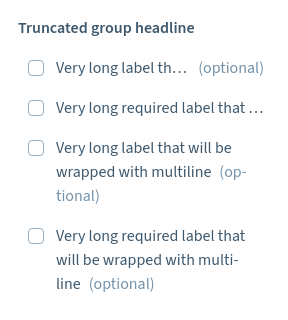 Truncated group headline
Very long label th… (optional)
Very long required label that …
Very long label that will be
wrapped with multiline (op-
tional)
Very long required label that
will be wrapped with multi-
line (optional)